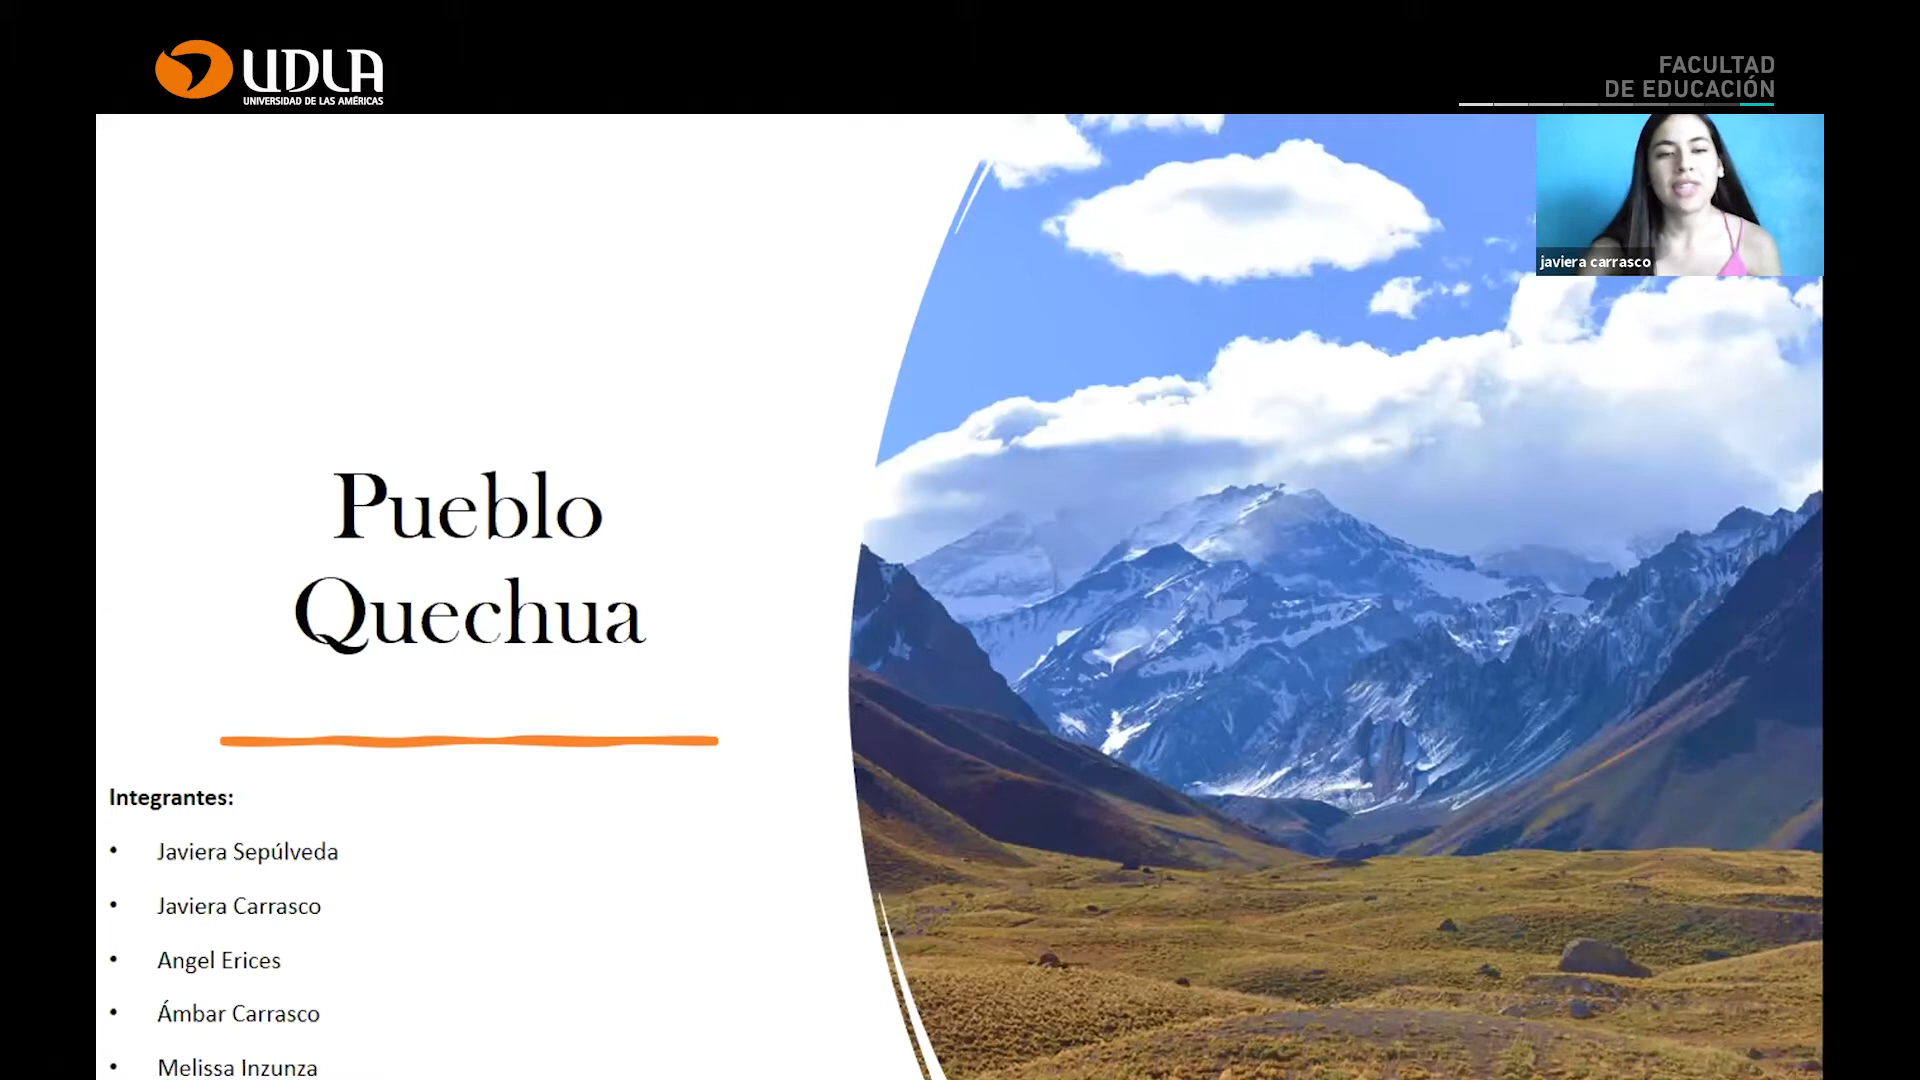 UDLA
UNIVERSIDAD DE LAS AMÉRICAS
FACULTAD
DE EDUCACIÓN
javiera carrasco
Pueblo
Quechua
Integrantes:
• Javiera Sepúlveda
• Javiera Carrasco
• Angel Erices
• Ámbar Carrasco
• Melissa Inzunza